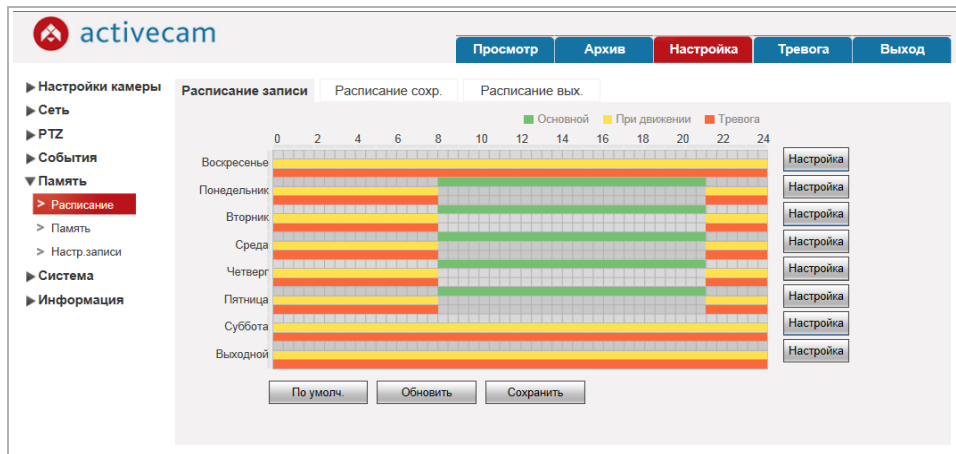 activecam
Просмотр Архив Настройка Тревога Выход
Настройки камеры
Сеть
PTZ
События
Память
> Расписание
> Память
> Настр.записи
Система
Информация
Расписание записи Расписание сохр. Расписание вых.
Основной При движении Тревога
0 2 4 6 8 10 12 14 16 18 20 22 24
Воскресенье Настройка
Понедельник Настройка
Вторник Настройка
Среда Настройка
Четверг Настройка
Пятница Настройка
Суббота Настройка
Выходной Настройка
По умолч. Обновить Сохранить